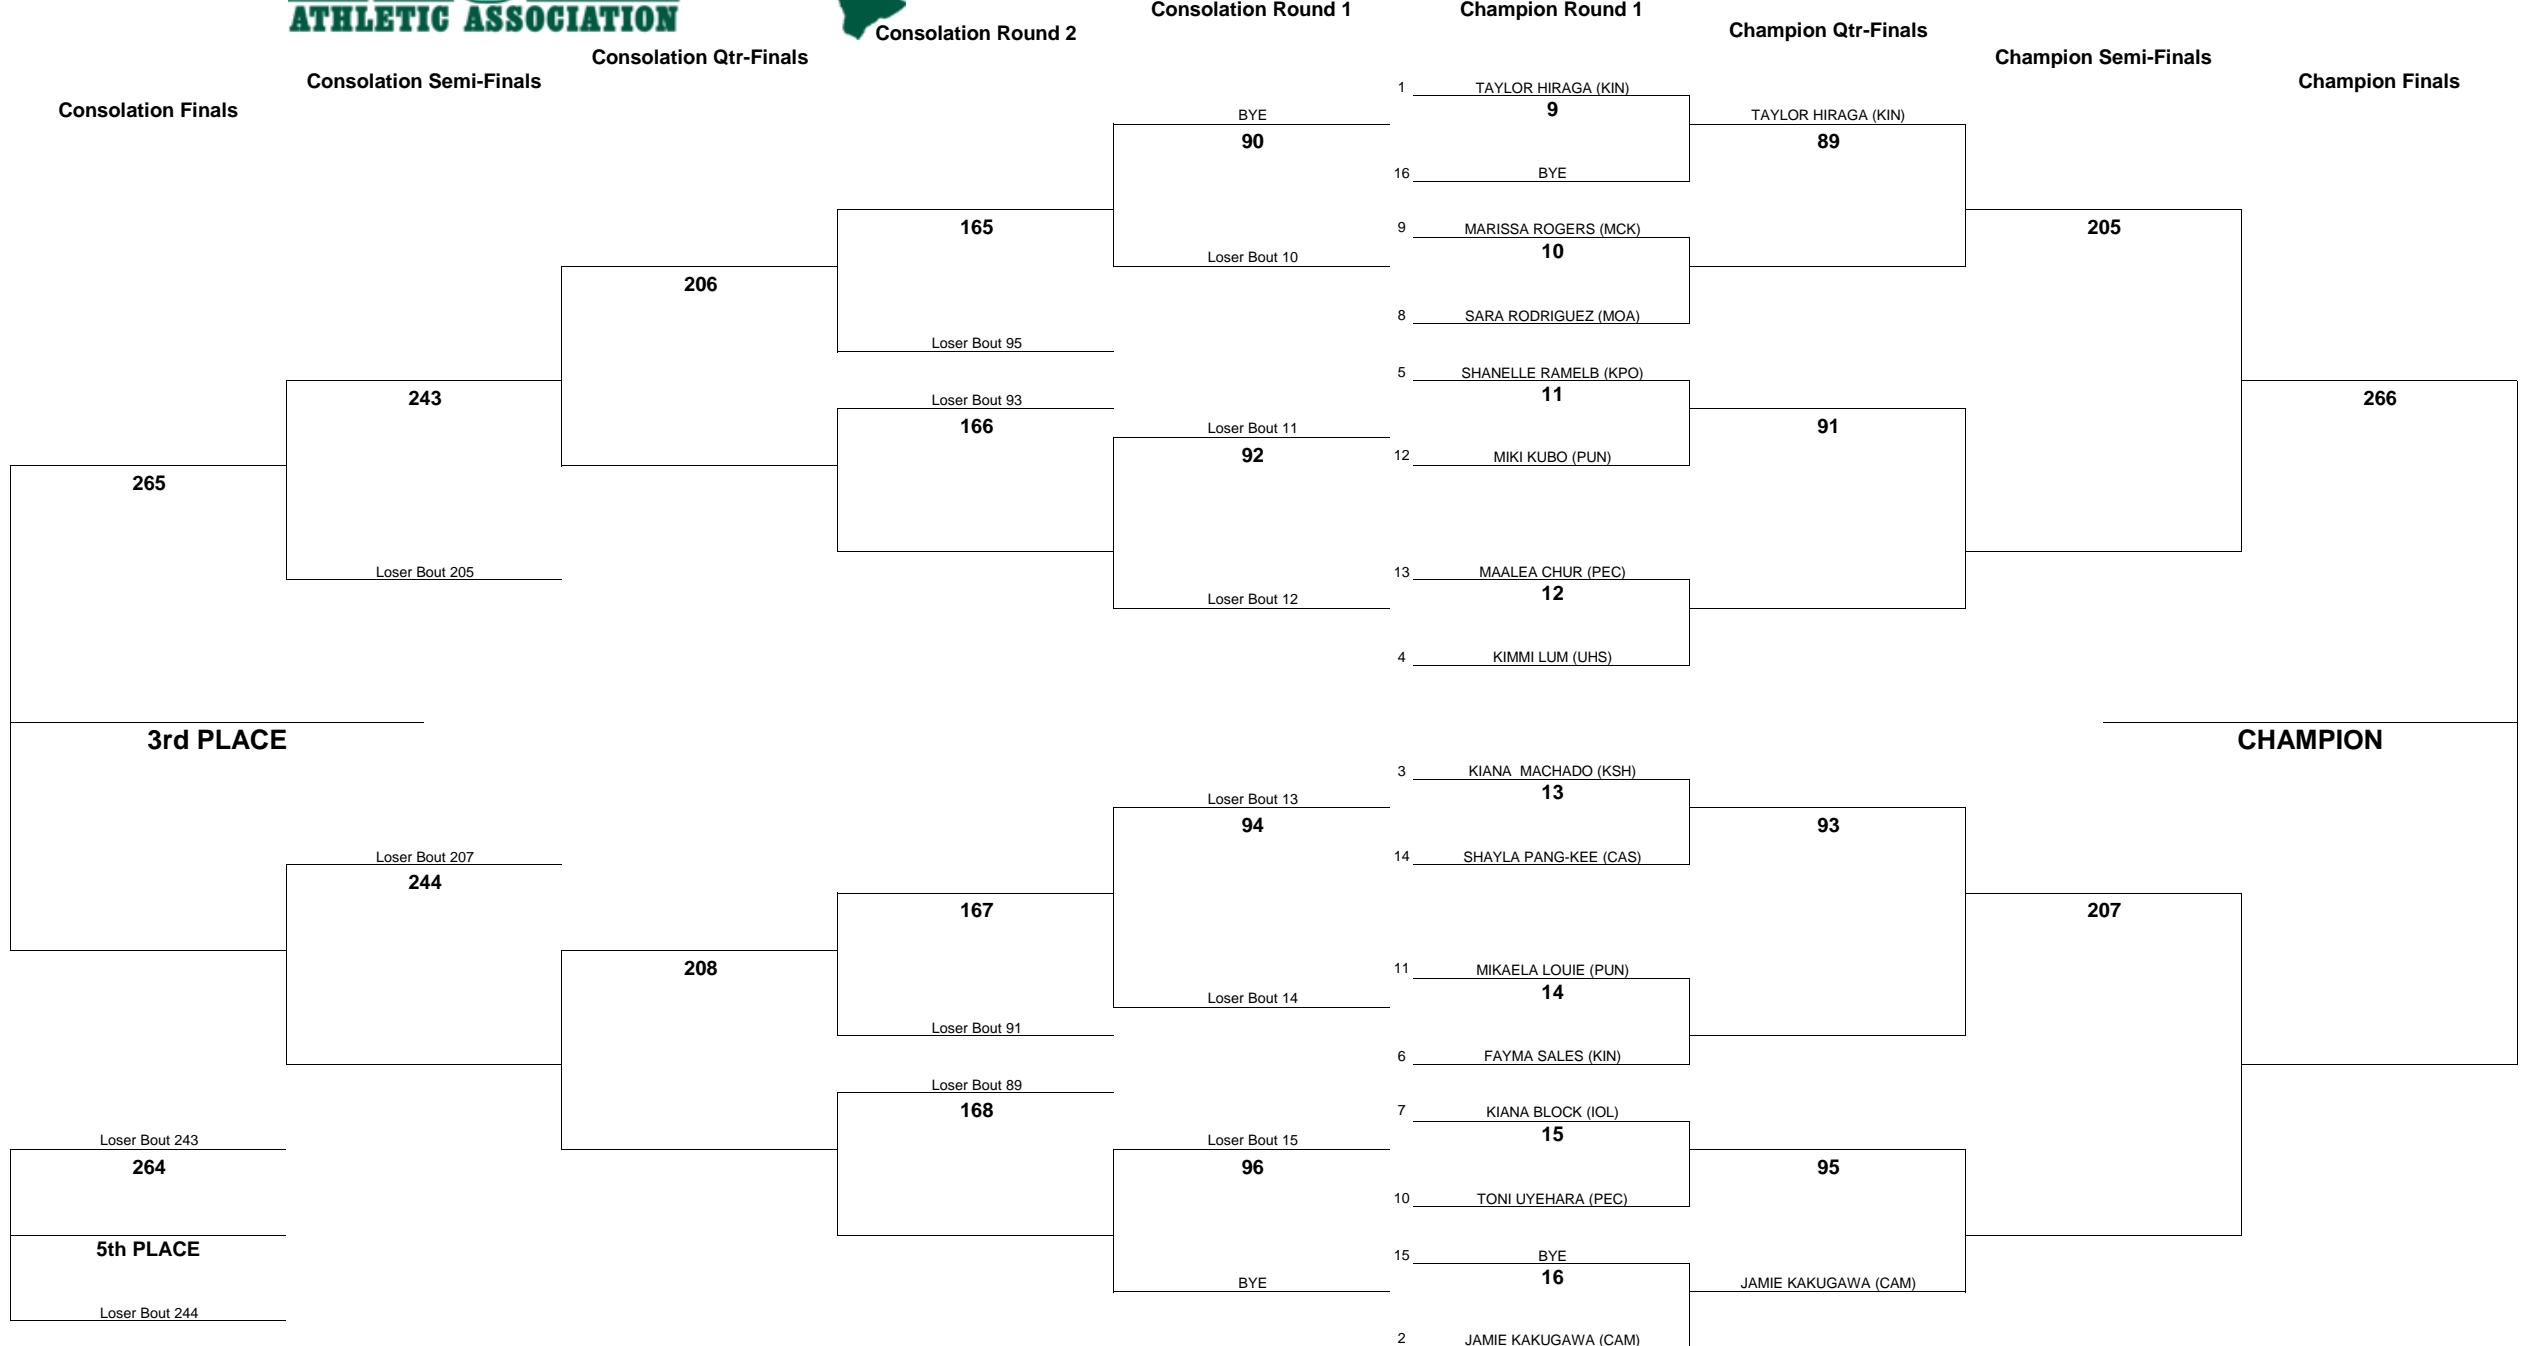 ATHLETIC ASSOCIATION
Consolation Finals
Consolation Semi-Finals
Consolation Qtr-Finals
Consolation Round 2
Consolation Round 1
Champion Round 1
Champion Qtr-Finals
Champion Semi-Finals
Champion Finals
265
3rd PLACE
Loser Bout 243
264
5th PLACE
Loser Bout 244
243
Loser Bout 205
Loser Bout 207
244
206
208
165
Loser Bout 95
Loser Bout 93
166
167
Loser Bout 91
Loser Bout 89
168
BYE
90
Loser Bout 10
Loser Bout 11
92
Loser Bout 12
Loser Bout 13
94
Loser Bout 14
Loser Bout 15
96
BYE
1 TAYLOR HIRAGA (KIN)
9
16 BYE
9 MARISSA ROGERS (MCK)
10
8 SARA RODRIGUEZ (MOA)
5 SHANELLE RAMELB (KPO)
11
12 MIKI KUBO (PUN)
13 MAALEA CHUR (PEC)
12
4 KIMMI LUM (UHS)
3 KIANA  MACHADO (KSH)
13
14 SHAYLA PANG-KEE (CAS)
11 MIKAELA LOUIE (PUN)
14
6 FAYMA SALES (KIN)
7 KIANA BLOCK (IOL)
15
10 TONI UYEHARA (PEC)
15 BYE
16
2 JAMIE KAKUGAWA (CAM)
TAYLOR HIRAGA (KIN)
89
91
93
95
JAMIE KAKUGAWA (CAM)
205
207
266
CHAMPION